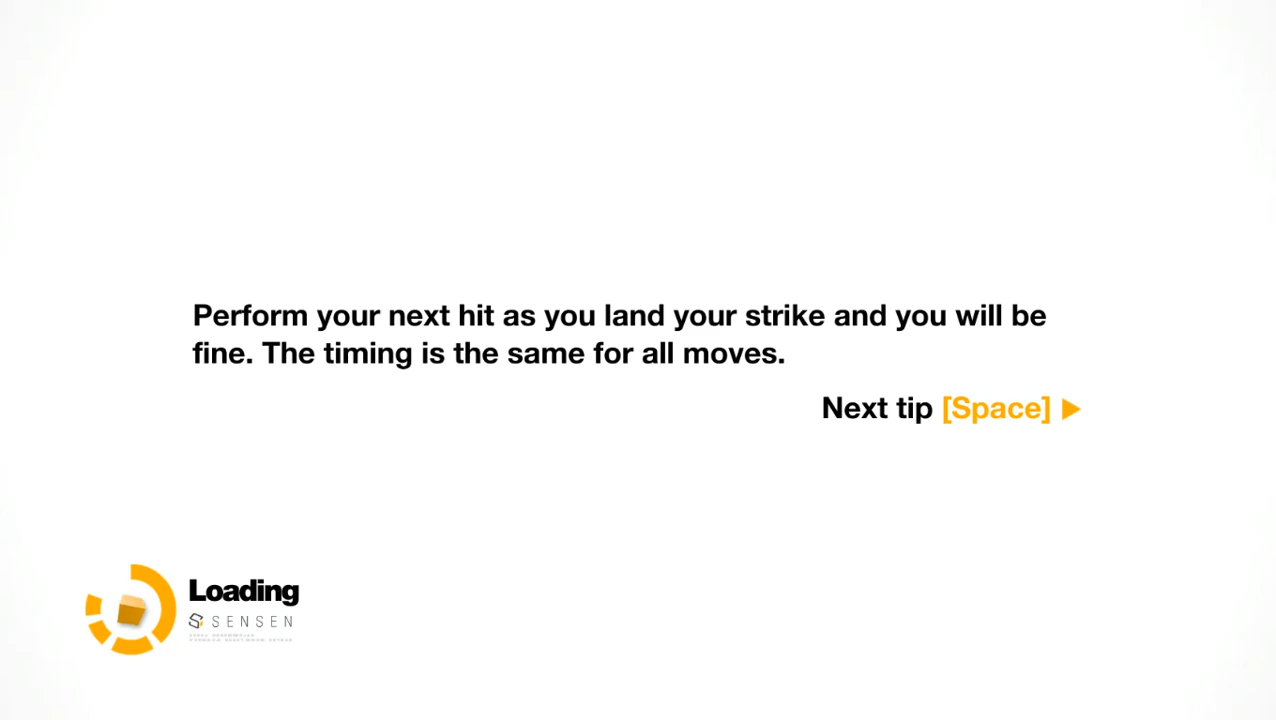 Perform your next hit as you land your strike and you will be
fine. The timing is the same for all moves.
Next tip [Space]
Loading
SENSEN